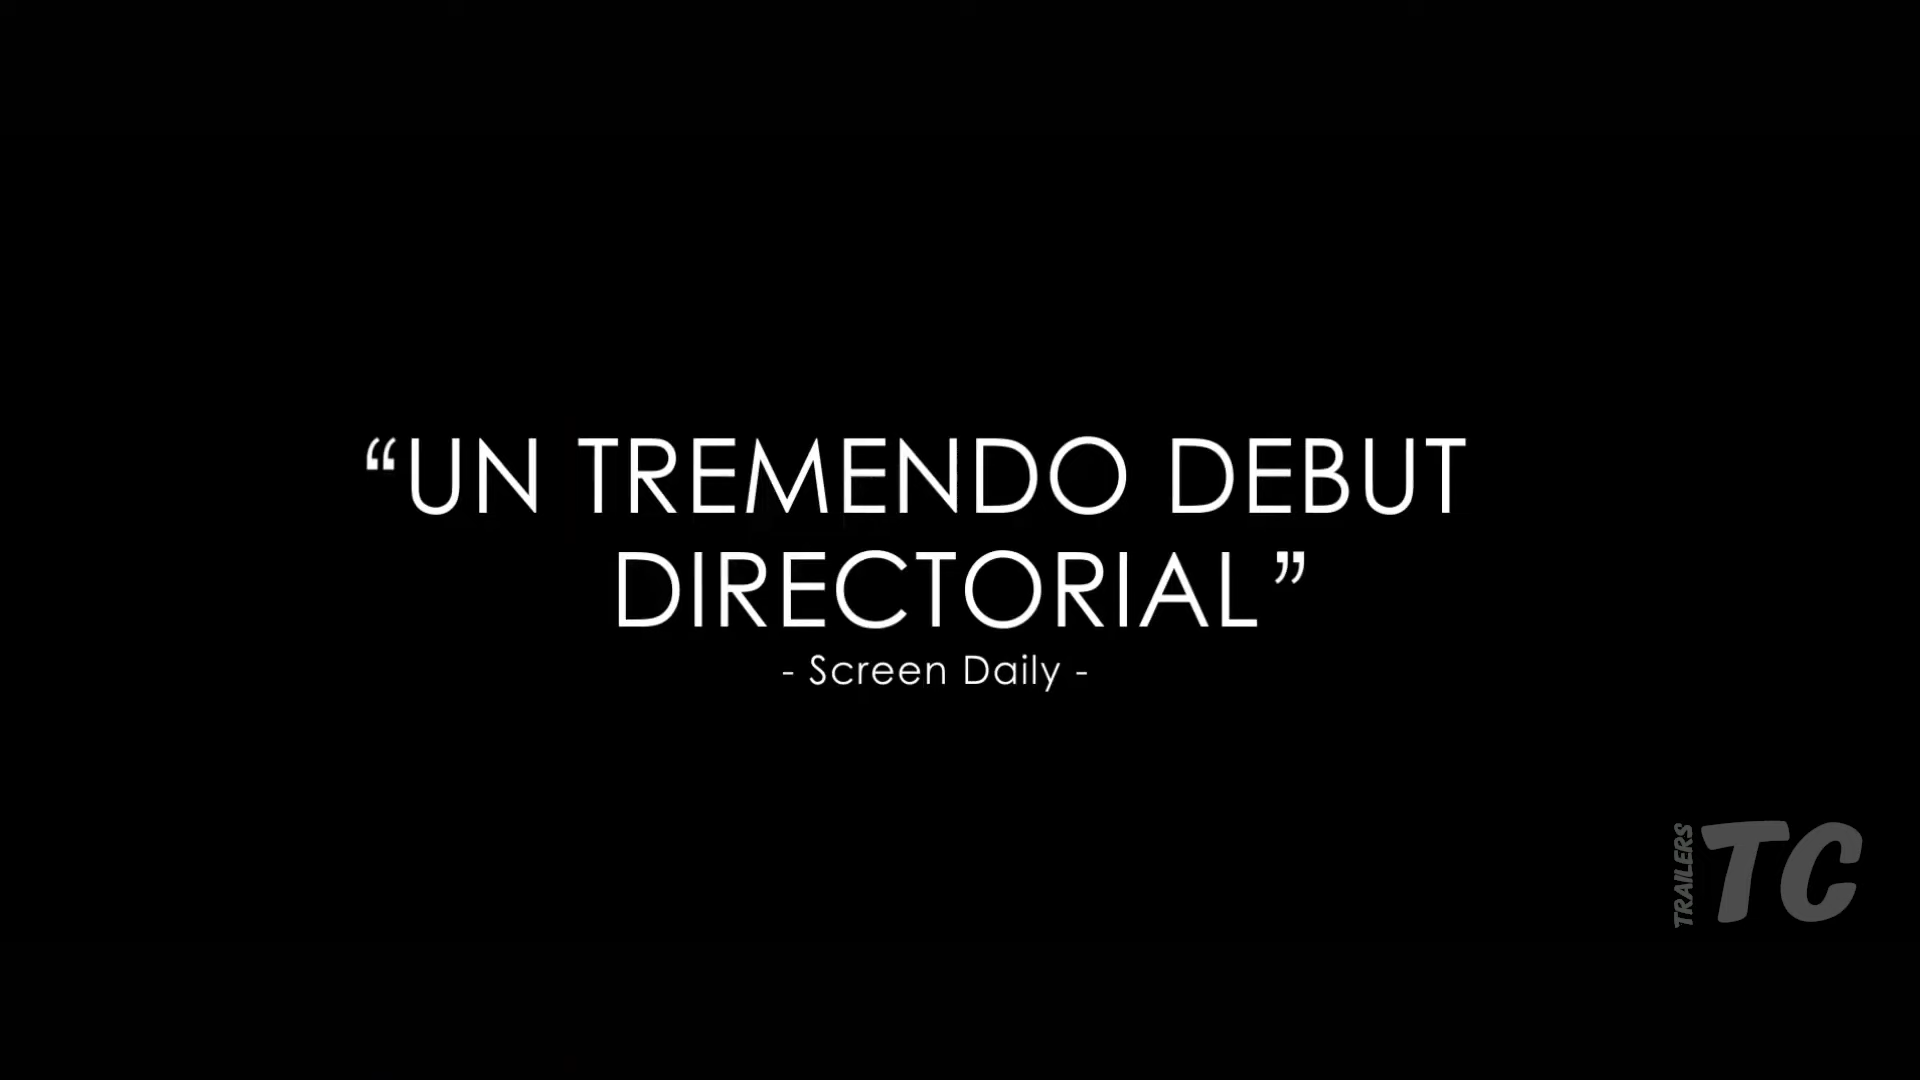 “UN TREMENDO DEBUT
DIRECTORIAL”
- Screen Daily -
TRAILERS
TC